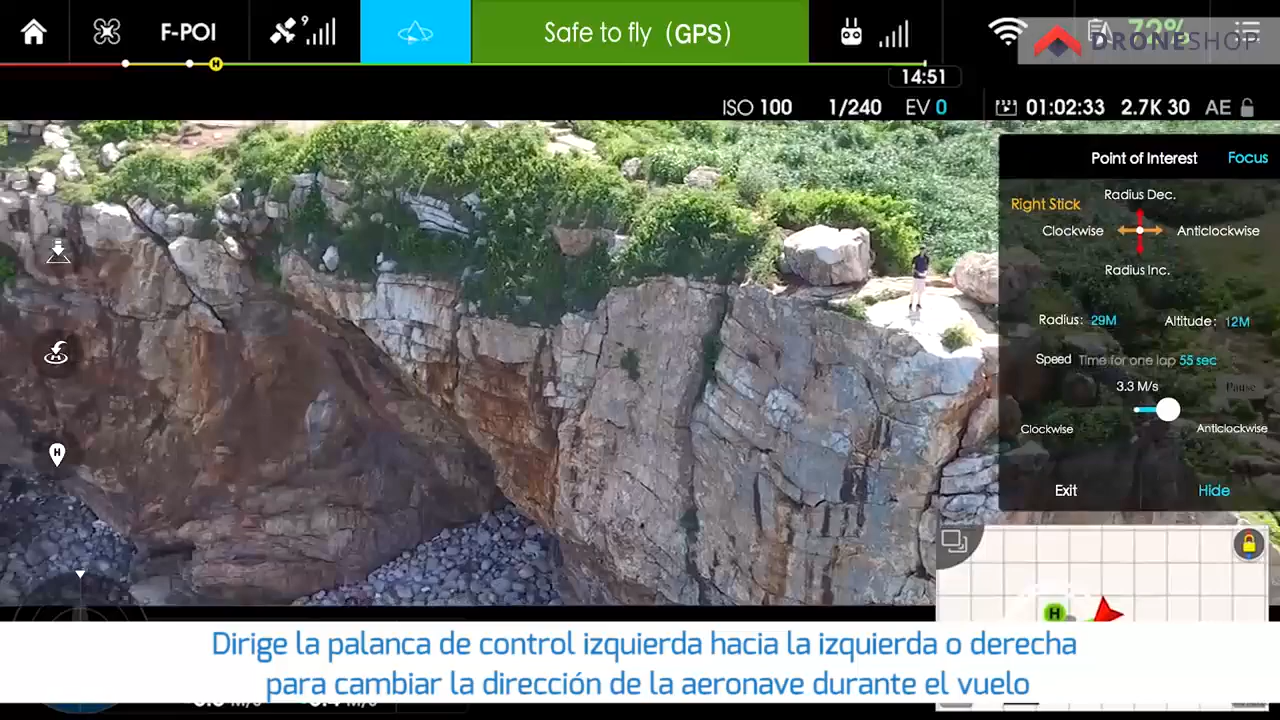 F-POI
9
Safe to fly (GPS)
72%
DRONESHOP
H
14:51
ISO 100
1/240
EV 0
01:02:33
2.7K 30
AE
Point of Interest
Focus
Radius Dec.
Right Stick
Clockwise
Anticlockwise
Radius Inc.
Radius: 29M
Altitude: 12M
Speed
Time for one lap 55 sec
3.3 M/s
Pause
Clockwise
Anticlockwise
Exit
Hide
H
H
Dirige la palanca de control izquierda hacia la izquierda o derecha
para cambiar la dirección de la aeronave durante el vuelo